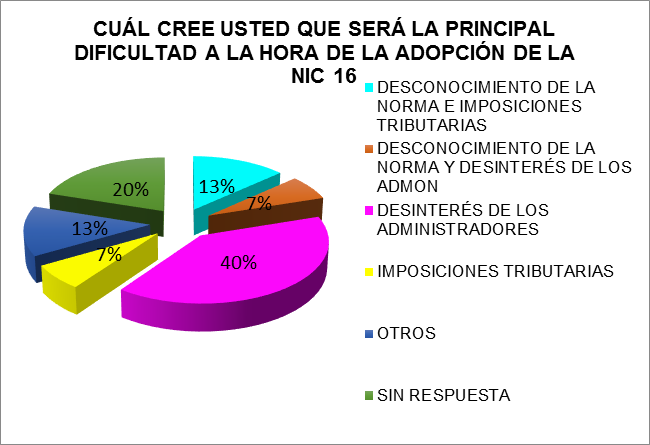 CUÁL CREE USTED QUE SERÁ LA PRINCIPAL
DIFICULTAD A LA HORA DE LA ADOPCIÓN DE LA
NIC 16
DESCONOCIMIENTO DE LA
NORMA E IMPOSICIONES
TRIBUTARIAS
DESCONOCIMIENTO DE LA
NORMA Y DESINTERÉS DE LOS
ADMON
DESINTERÉS DE LOS
ADMINISTRADORES
IMPOSICIONES TRIBUTARIAS
OTROS
SIN RESPUESTA
13%
7%
40%
7%
13%
20%